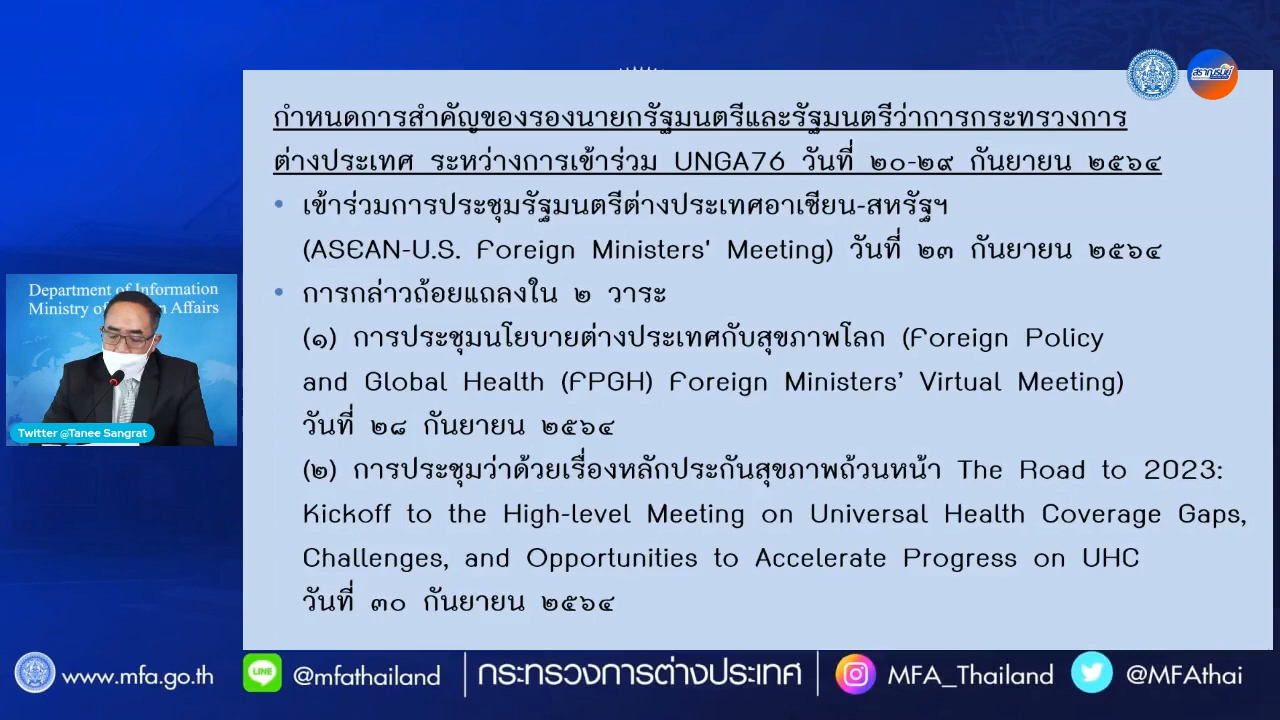 สราญรมย์
กำหนดการสำคัญของรองนายกรัฐมนตรีและรัฐมนตรีว่าการกระทรวงการ
ต่างประเทศ ระหว่างการเข้าร่วม UNGA76 วันที่ ๒๐-๒๙ กันยายน ๒๕๖๔
• เข้าร่วมการประชุมรัฐมนตรีต่างประเทศอาเซียน-สหรัฐฯ
(ASEAN-U.S. Foreign Ministers' Meeting) วันที่ ๒๓ กันยายน ๒๕๖๔
• การกล่าวถ้อยแถลงใน ๒ วาระ
(๑) การประชุมนโยบายต่างประเทศกับสุขภาพโลก (Foreign Policy
and Global Health (FPGH) Foreign Ministers’ Virtual Meeting)
วันที่ ๒๘ กันยายน ๒๕๖๔
(๒) การประชุมว่าด้วยเรื่องหลักประกันสุขภาพถ้วนหน้า The Road to 2023:
Kickoff to the High-level Meeting on Universal Health Coverage Gaps,
Challenges, and Opportunities to Accelerate Progress on UHC
วันที่ ๓๐ กันยายน ๒๕๖๔
Department of Information
Ministry of Affairs
Twitter @Tanee Sangrat
www.mfa.go.th LINE @mfathailand กระทรวงการต่างประเทศ MFA_Thailand @MFAthai